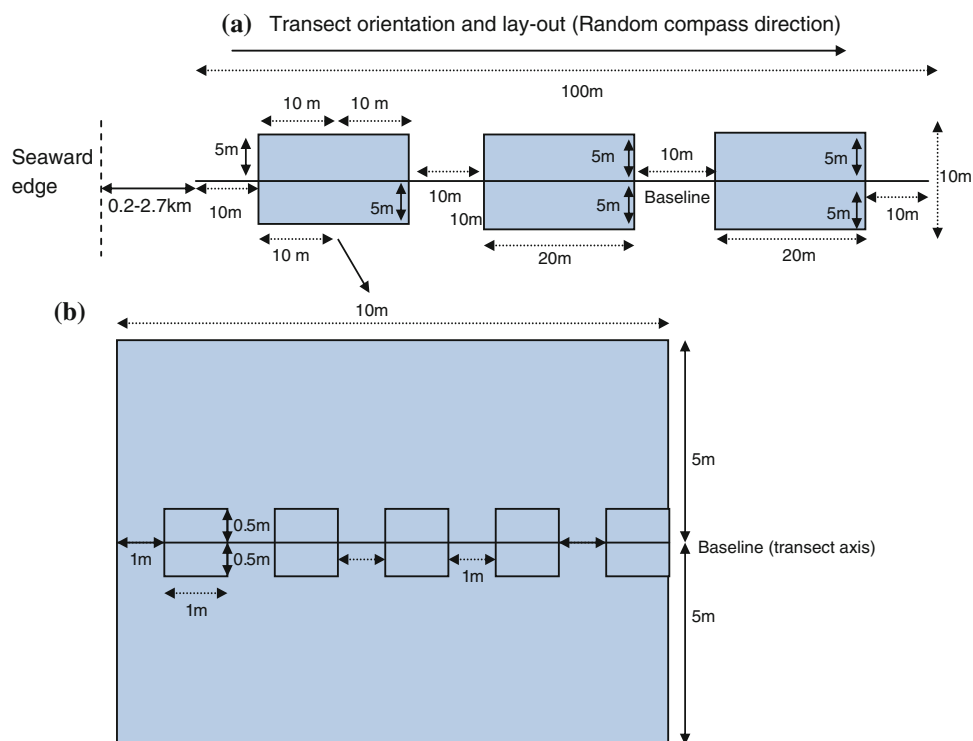 (a) Transect orientation and lay-out (Random compass direction)
100m
10 m 10 m
Seaward
edge
5m
5m
10m
5m
10m
0.2-2.7km
10m
5m
10m
10m
5m
Baseline
5m
10m
10 m
20m
20m
(b)
10m
5m
0.5m
1m
0.5m
1m
Baseline (transect axis)
1m
5m